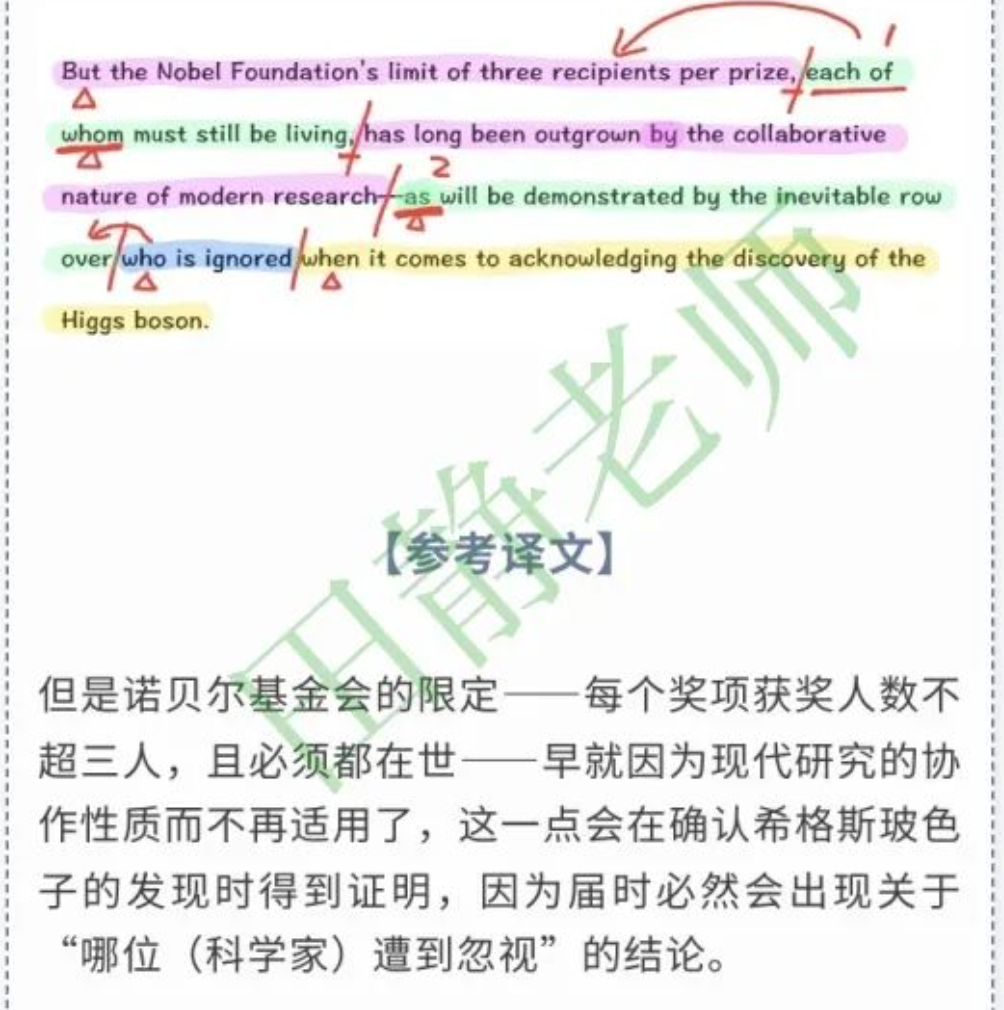 But the Nobel Foundation's limit of three recipients per prize, each of 1
whom must still be living, has long been outgrown by the collaborative
2
nature of modern research—as will be demonstrated by the inevitable row
over who is ignored when it comes to acknowledging the discovery of the
Higgs boson.
田静老师
【参考译文】
但是诺贝尔基金会的限定——每个奖项获奖人数不
超三人，且必须都在世——早就因为现代研究的协
作性质而不再适用了，这一点会在确认希格斯玻色
子的发现时得到证明，因为届时必然会出现关于
“哪位（科学家）遭到忽视”的结论。